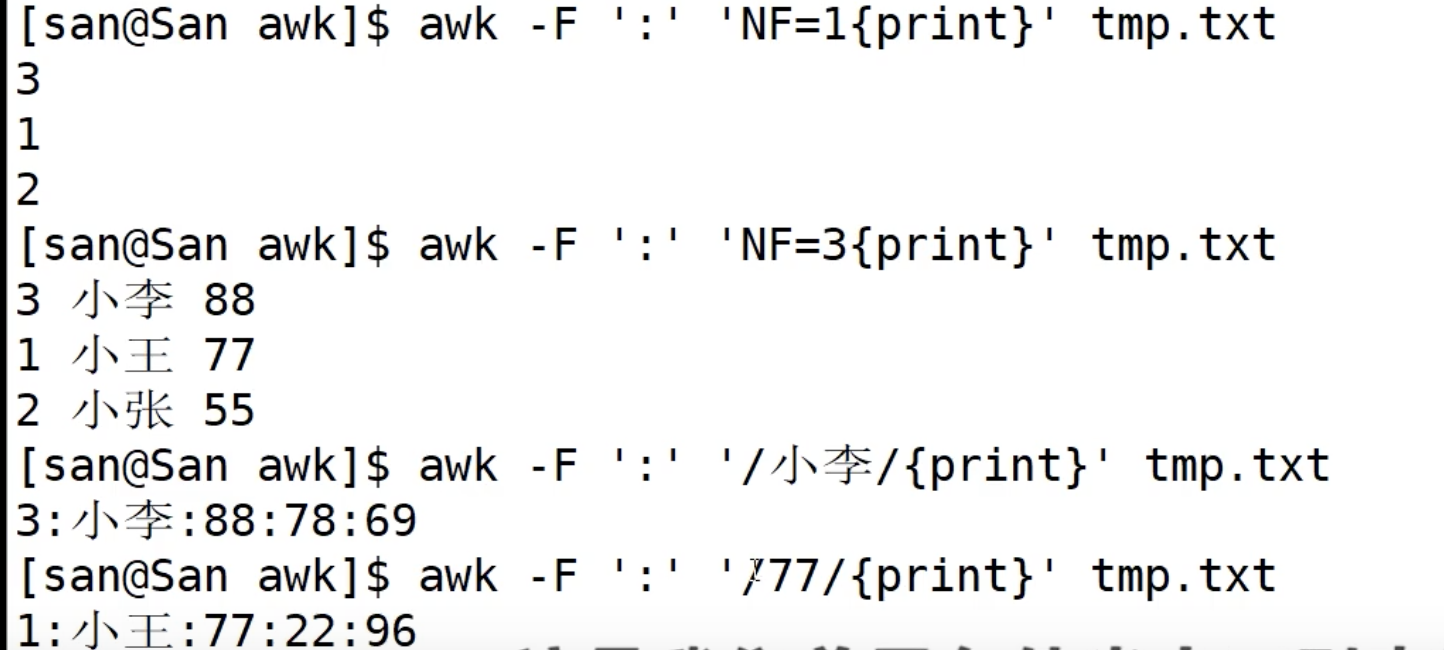 [san@San awk]$ awk -F ':' 'NF=1{print}' tmp.txt
3
1
2
[san@San awk]$ awk -F ':' 'NF=3{print}' tmp.txt
3 小李 88
1 小王 77
2 小张 55
[san@San awk]$ awk -F ':' '/小李/{print}' tmp.txt
3:小李:88:78:69
[san@San awk]$ awk -F ':' '/77/{print}' tmp.txt
1:小王:77:22:96